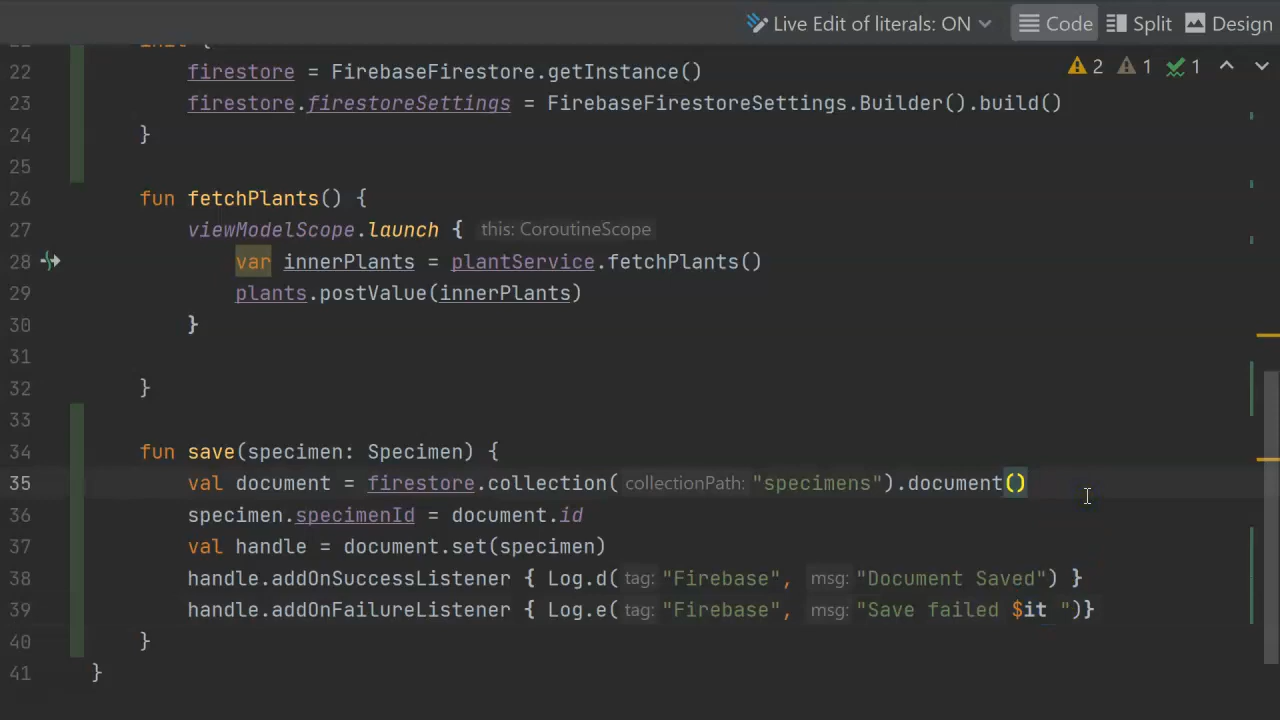 Live Edit of literals: ON Code Split Design
init {
22 firestore = FirebaseFirestore.getInstance() 2 1 1
23 firestore.firestoreSettings = FirebaseFirestoreSettings.Builder().build()
24 }
25
26 fun fetchPlants() {
27 viewModelScope.launch { this: CoroutineScope
28 var innerPlants = plantService.fetchPlants()
29 plants.postValue(innerPlants)
30 }
31
32 }
33
34 fun save(specimen: Specimen) {
35 val document = firestore.collection( collectionPath: "specimens").document()
36 specimen.specimenId = document.id
37 val handle = document.set(specimen)
38 handle.addOnSuccessListener { Log.d( tag: "Firebase", msg: "Document Saved") }
39 handle.addOnFailureListener { Log.e( tag: "Firebase", msg: "Save failed $it ")}
40 }
41 }